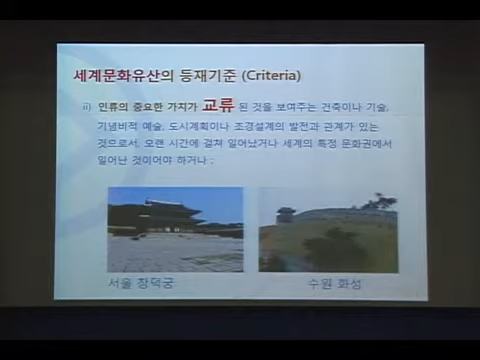 세계문화유산의 등재기준 (Criteria)
ii) 인류의 중요한 가치가 교류 된 것을 보여주는 건축이나 기술,
기념비적 예술, 도시계획이나 조경설계의 발전과 관계가 있는
것으로서, 오랜 시간에 걸쳐 일어났거나 세계의 특정 문화권에서
일어난 것이어야 하거나 ;
서울 창덕궁
수원 화성